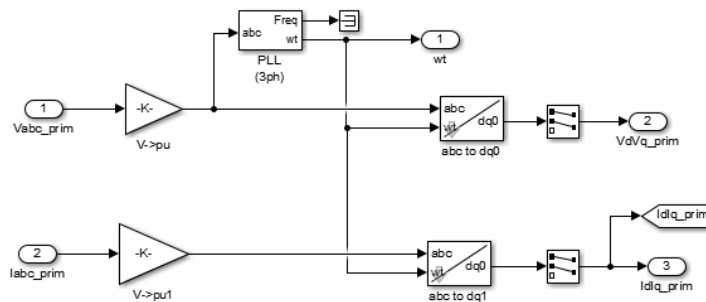 Freq
abc
wt
PLL
(3ph)
1
wt
1
Vabc_prim
-K-
V->pu
abc
wt
dq0
abc to dq0
2
VdVq_prim
2
Iabc_prim
-K-
V->pu1
abc
wt
dq0
abc to dq1
IdIq_prim
3
IdIq_prim